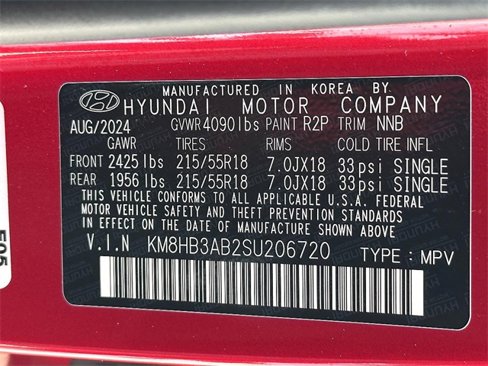 MANUFACTURED IN KOREA BY
HYUNDAI MOTOR COMPANY
AUG/2024 GVWR 4090 lbs PAINT R2P TRIM NNB
GAWR TIRES RIMS COLD TIRE INFL
FRONT 2425 lbs 215/55R18 7.0JX18 33psi SINGLE
REAR 1956 lbs 215/55R18 7.0JX18 33psi SINGLE
THIS VEHICLE CONFORMS TO ALL APPLICABLE U.S.A. FEDERAL
MOTOR VEHICLE SAFETY AND THEFT PREVENTION STANDARDS
IN EFFECT ON THE DATE OF MANUFACTURE SHOWN ABOVE.
V.I.N KM8HB3AB2SU206720 TYPE : MPV